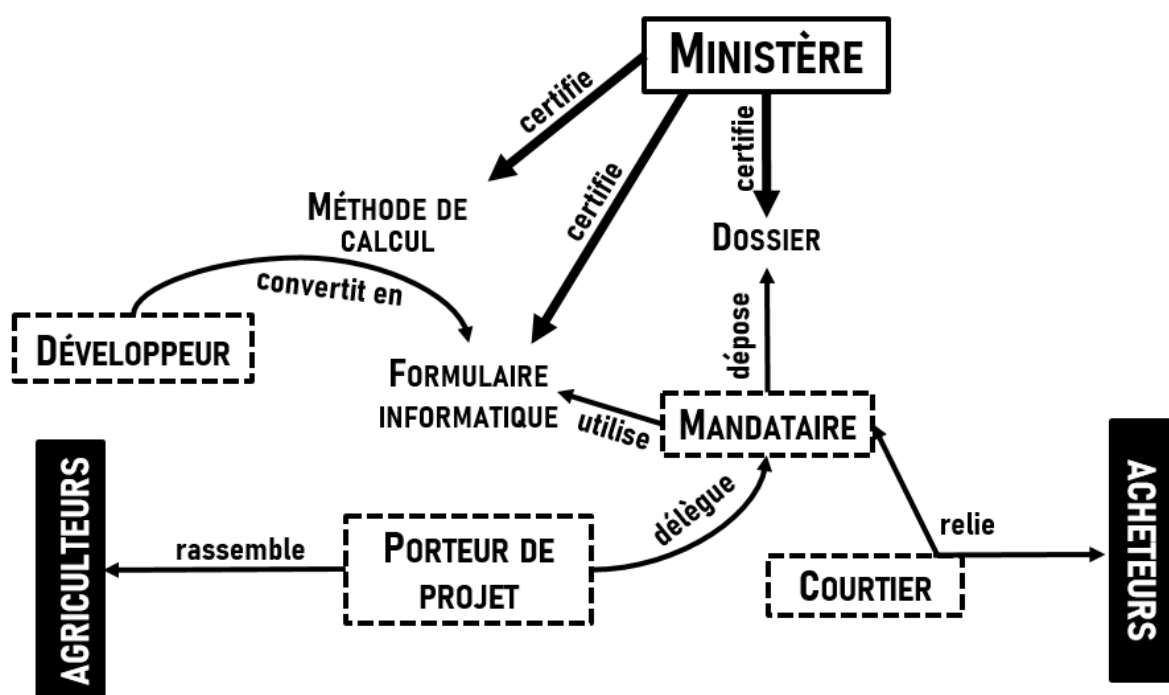 MINISTÈRE
certifie
certifie
certifie
MÉTHODE DE
CALCUL
DOSSIER
convertit en
DÉVELOPPEUR
dépose
FORMULAIRE
INFORMATIQUE
utilise
MANDATAIRE
AGRICULTEURS
rassemble
PORTEUR DE
PROJET
délègue
relie
COURTIER
ACHETEURS